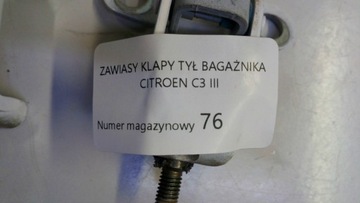 ZAWIASY KLAPY TYŁ BAGAŻNIKA
CITROEN C3 III
Numer magazynowy 76